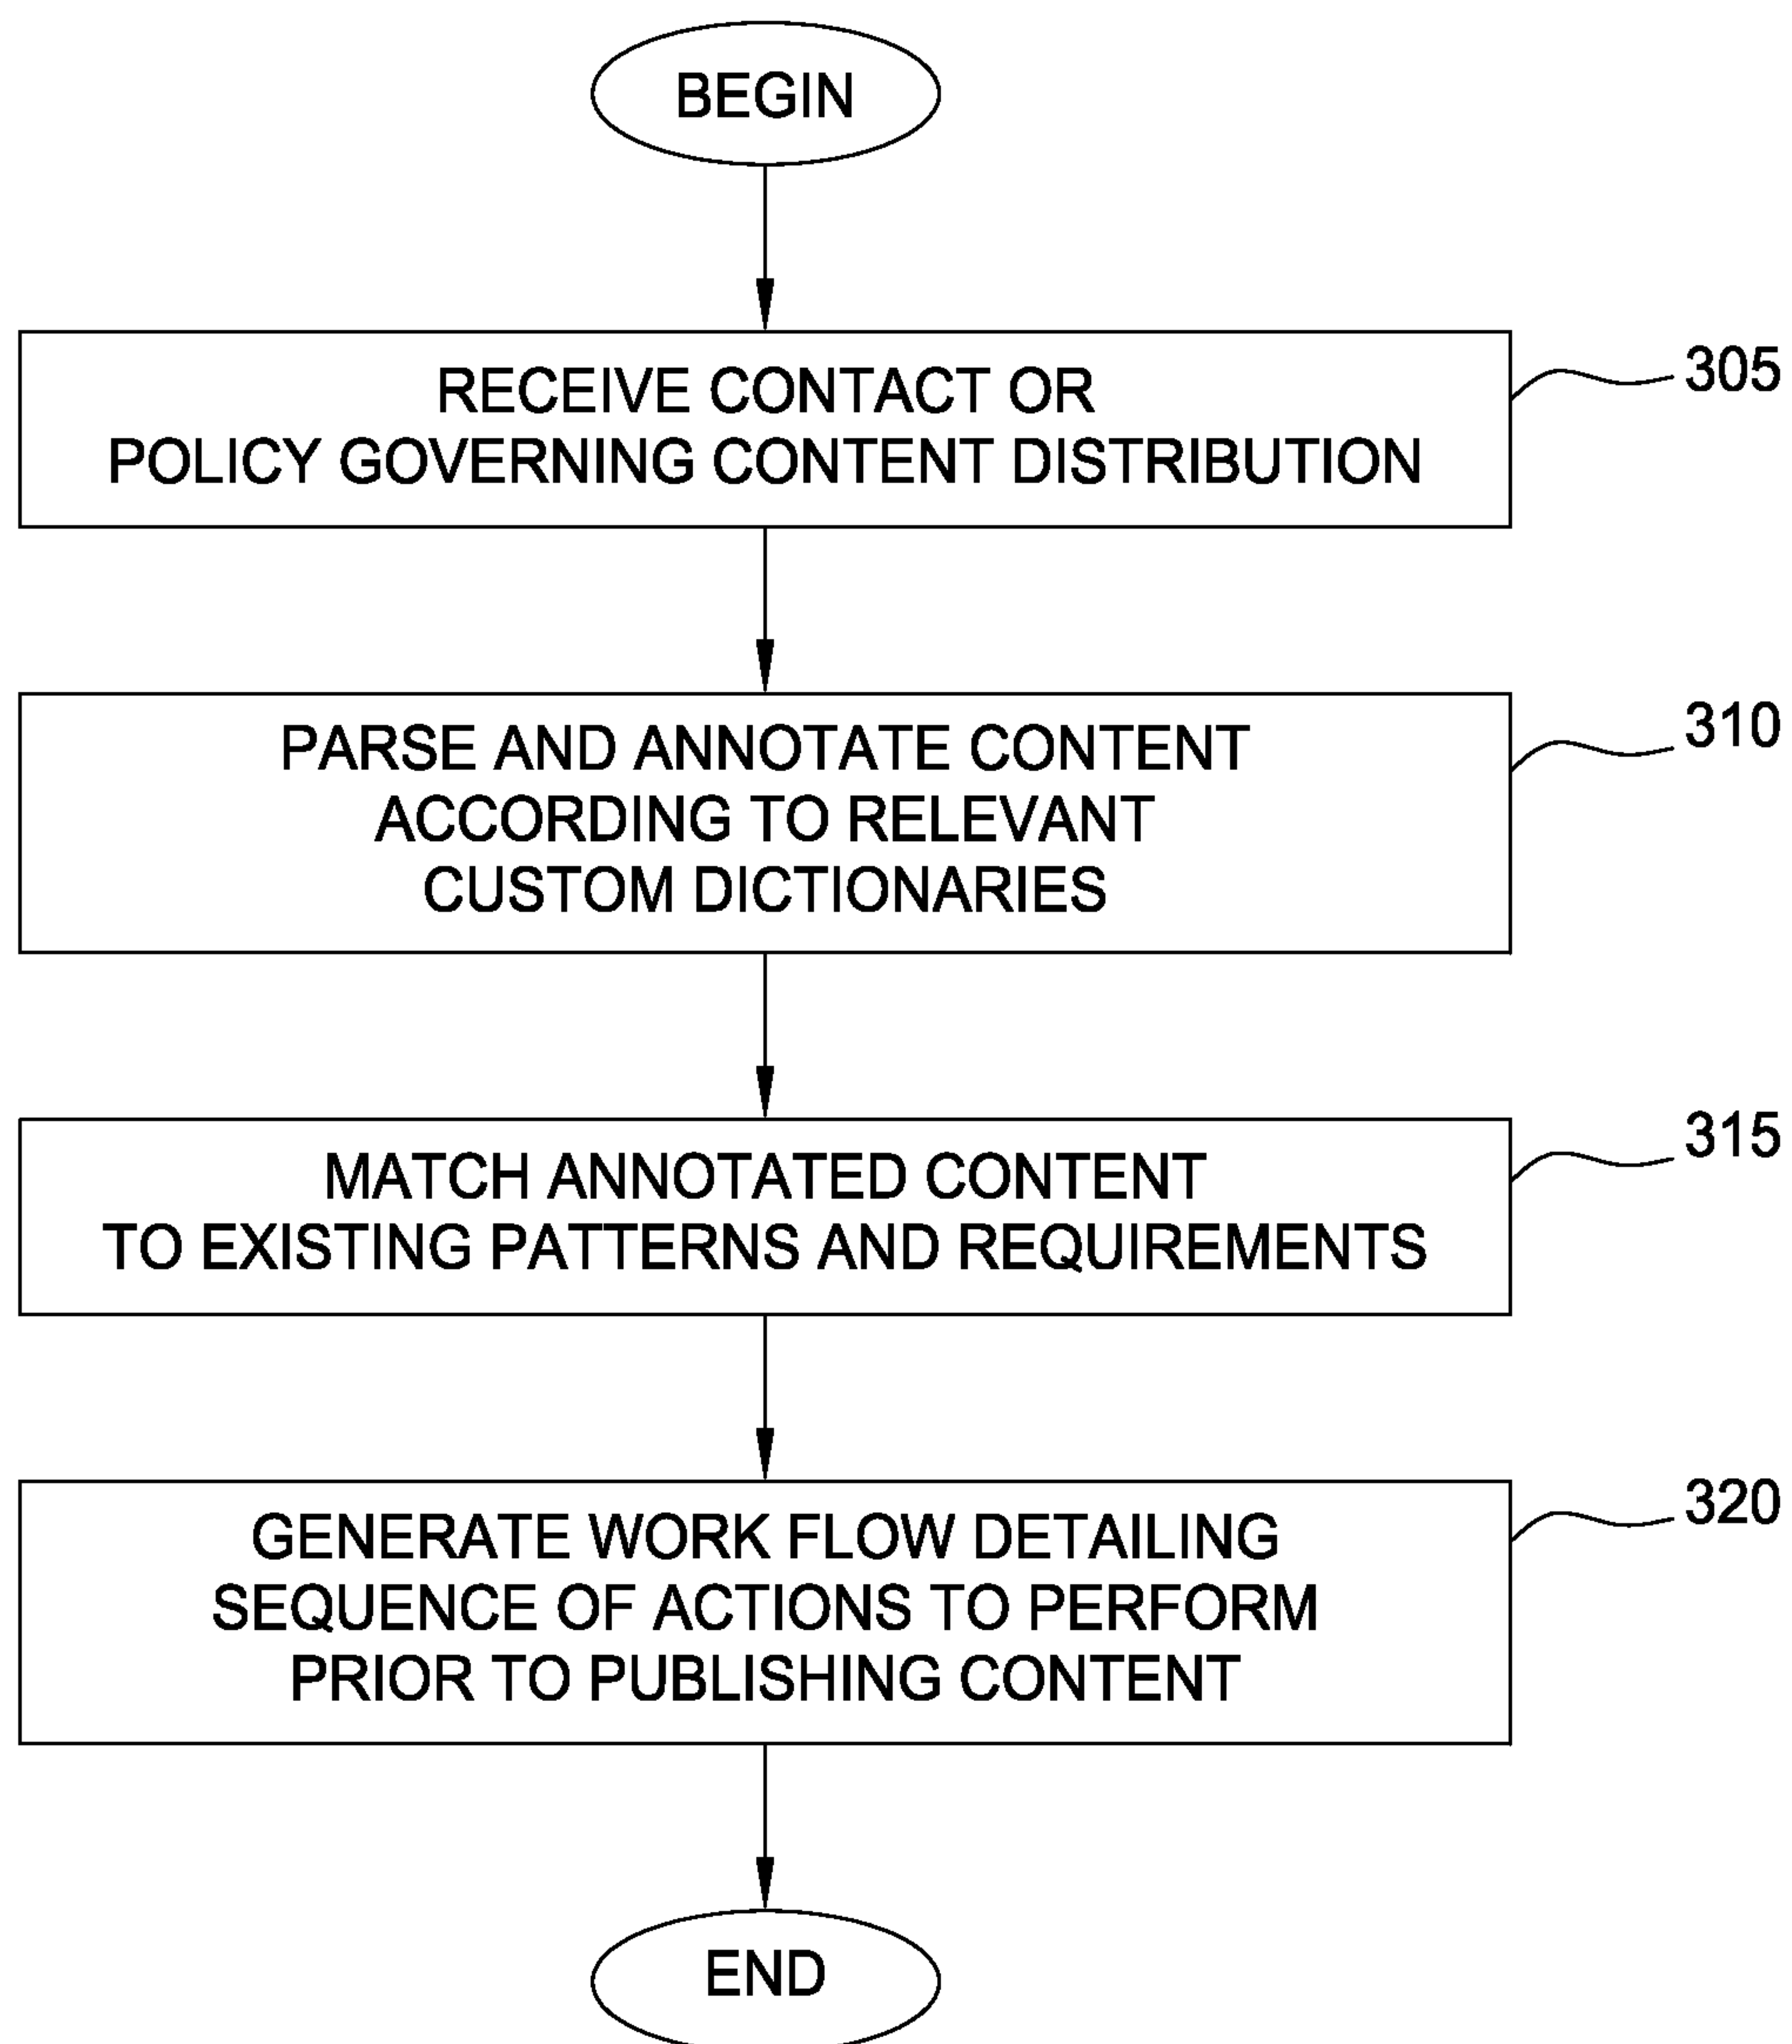 BEGIN
RECEIVE CONTACT OR
POLICY GOVERNING CONTENT DISTRIBUTION
305
PARSE AND ANNOTATE CONTENT
ACCORDING TO RELEVANT
CUSTOM DICTIONARIES
310
MATCH ANNOTATED CONTENT
TO EXISTING PATTERNS AND REQUIREMENTS
315
GENERATE WORK FLOW DETAILING
SEQUENCE OF ACTIONS TO PERFORM
PRIOR TO PUBLISHING CONTENT
320
END